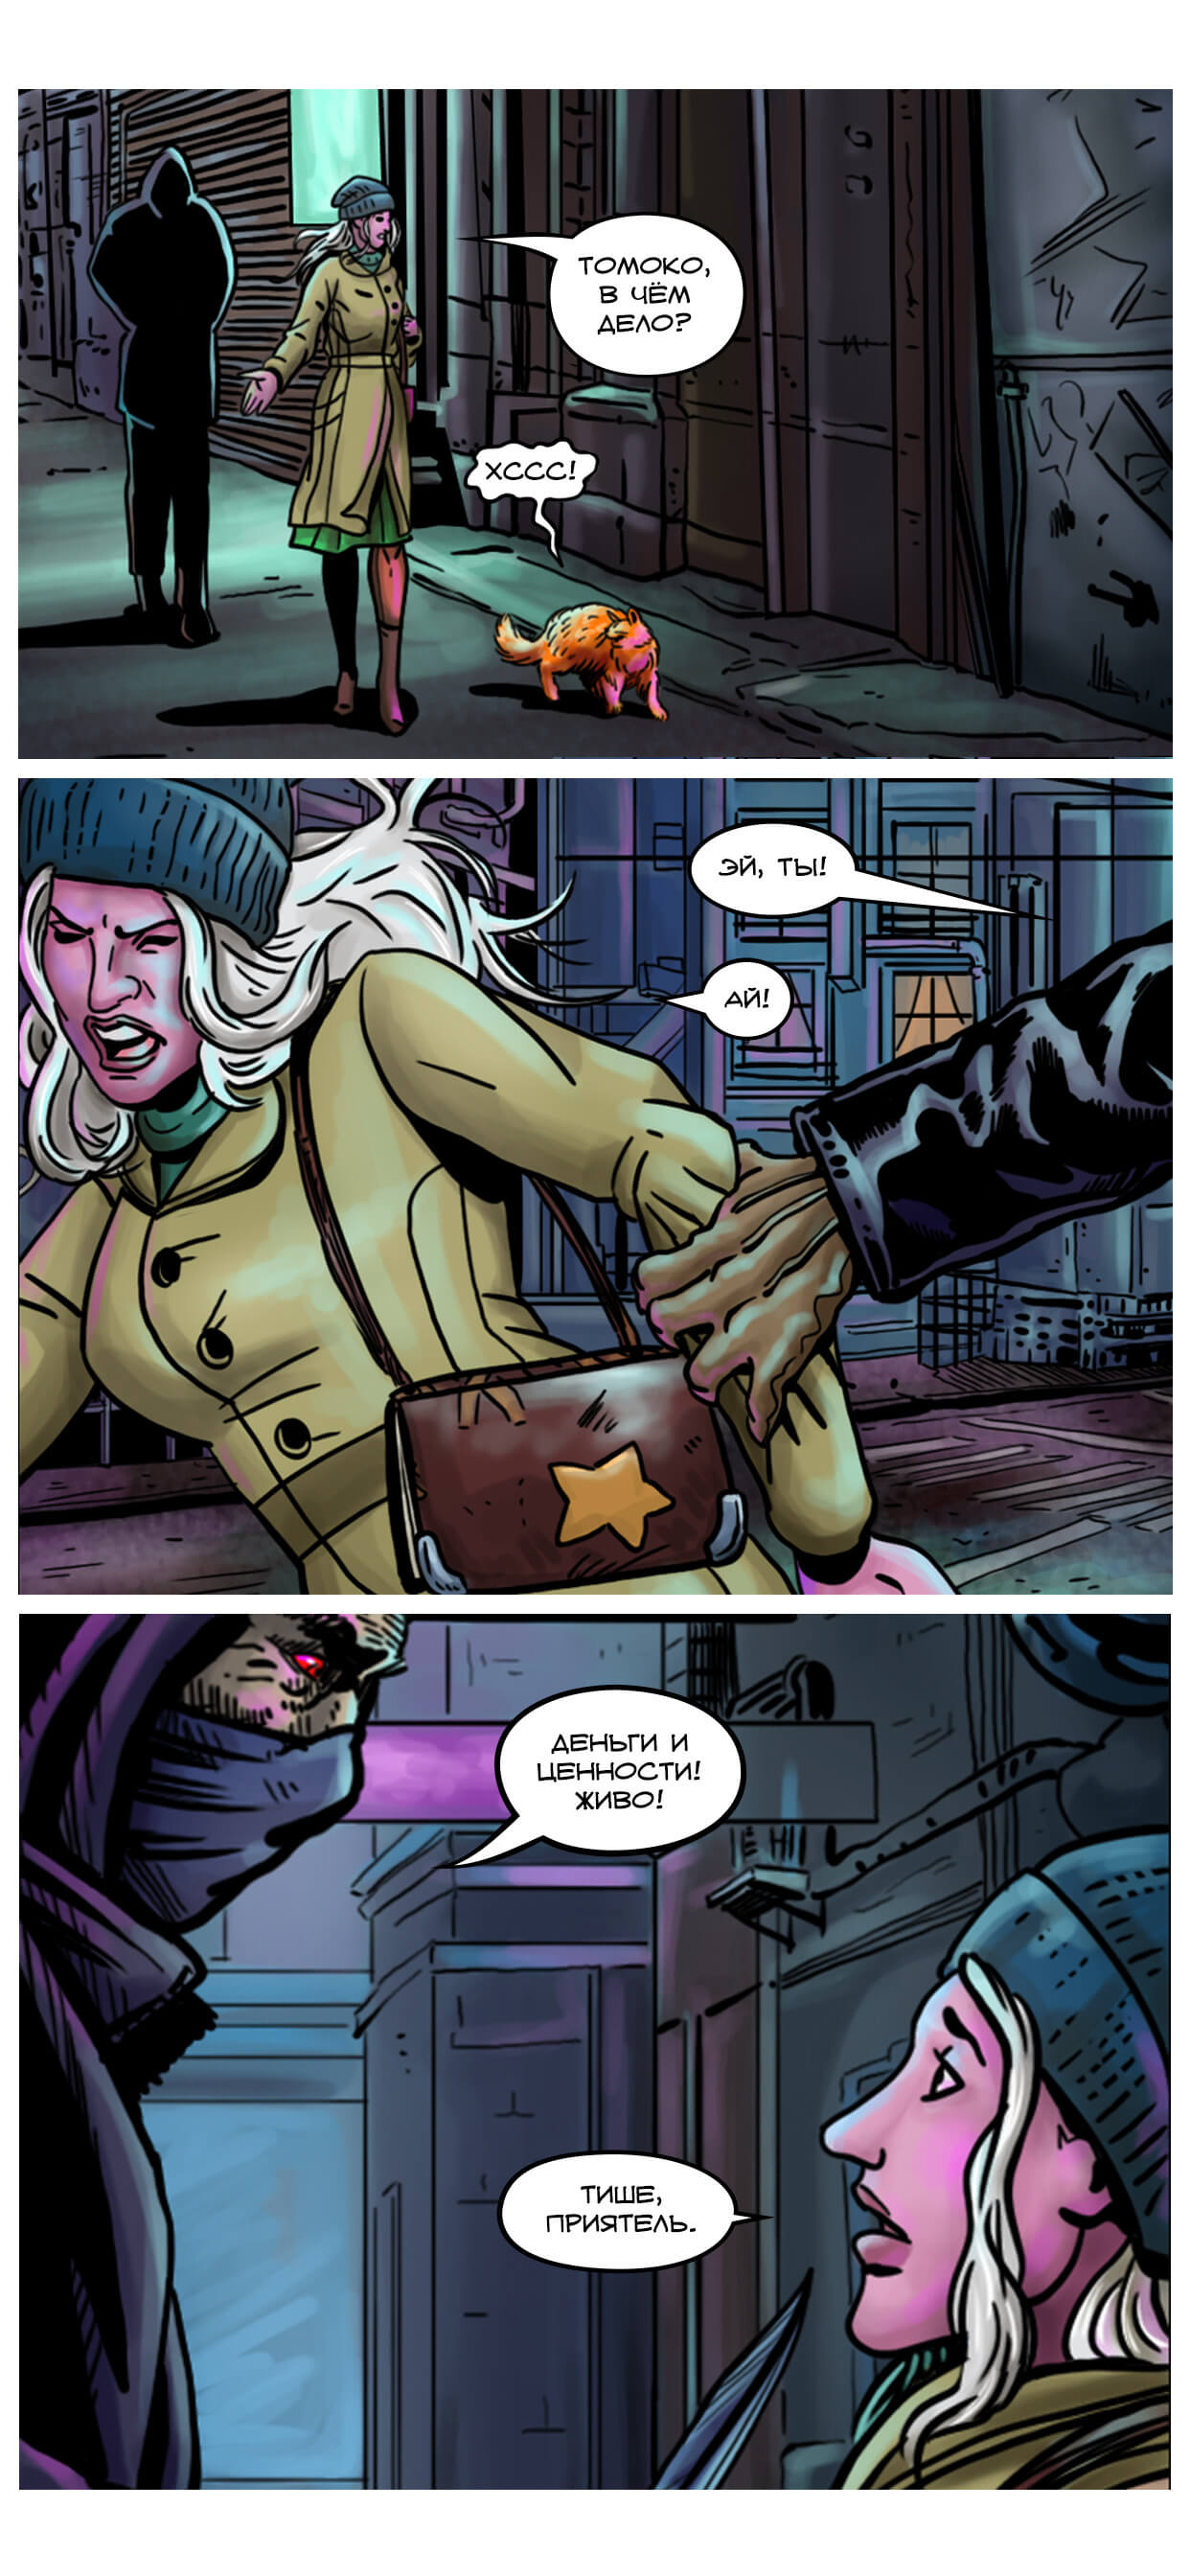 ТОМОКО,
В ЧЁМ
ДЕЛО?
ХССС!
ЭЙ, ТЫ!
АЙ!
ДЕНЬГИ И
ЦЕННОСТИ!
ЖИВО!
ТИШЕ,
ПРИЯТЕЛЬ.